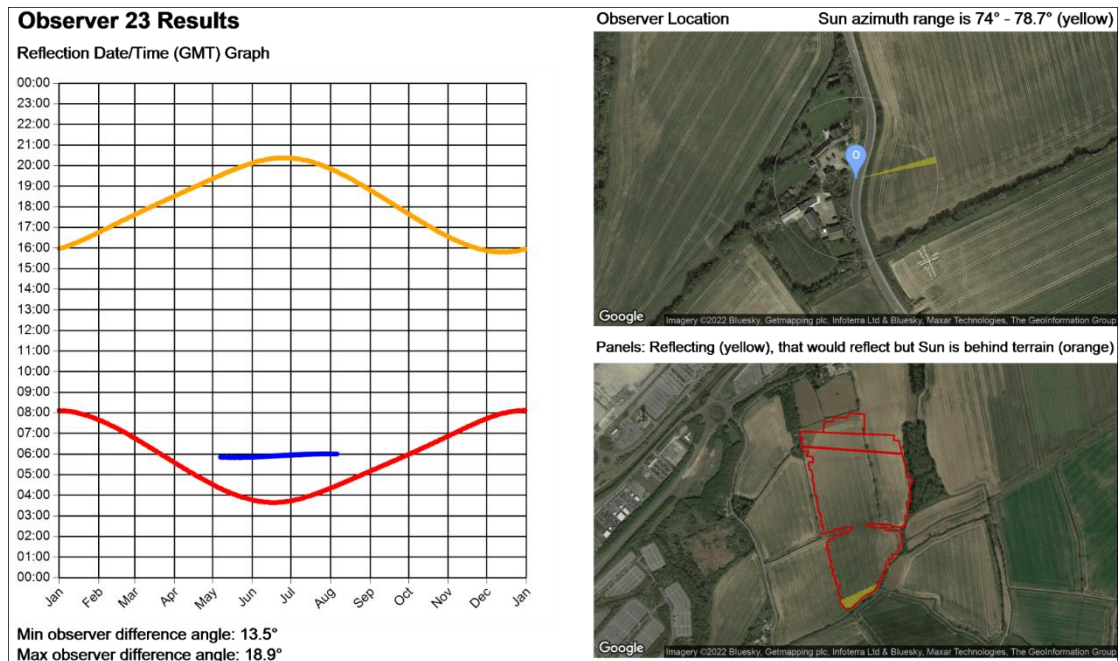 Observer 23 Results
Reflection Date/Time (GMT) Graph
00:00
23:00
22:00
21:00
20:00
19:00
18:00
17:00
16:00
15:00
14:00
13:00
12:00
11:00
10:00
09:00
08:00
07:00
06:00
05:00
04:00
03:00
02:00
01:00
00:00
Jan Feb Mar Apr May Jun Jul Aug Sep Oct Nov Dec Jan
Min observer difference angle: 13.5°
Max observer difference angle: 18.9°
Observer Location Sun azimuth range is 74° - 78.7° (yellow)
O
Google Imagery ©2022 Bluesky, Getmapping plc, Infoterra Ltd & Bluesky, Maxar Technologies, The GeoInformation Group
Panels: Reflecting (yellow), that would reflect but Sun is behind terrain (orange)
Google Imagery ©2022 Bluesky, Getmapping plc, Infoterra Ltd & Bluesky, Maxar Technologies, The GeoInformation Group